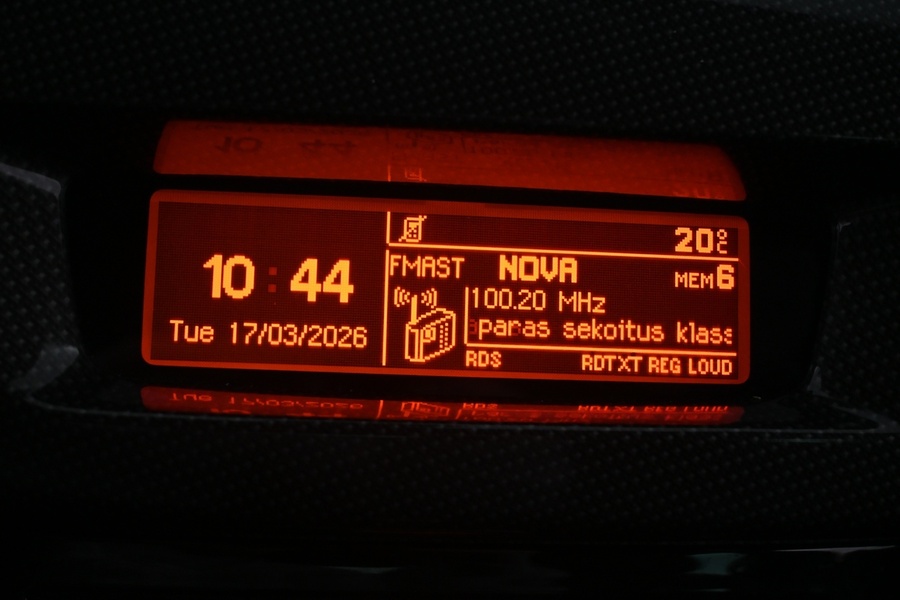 20°C
10:44
Tue 17/03/2026
FMAST NOVA MEM6
100.20 MHz
paras sekoitus klass
RDS RDTXT REG LOUD